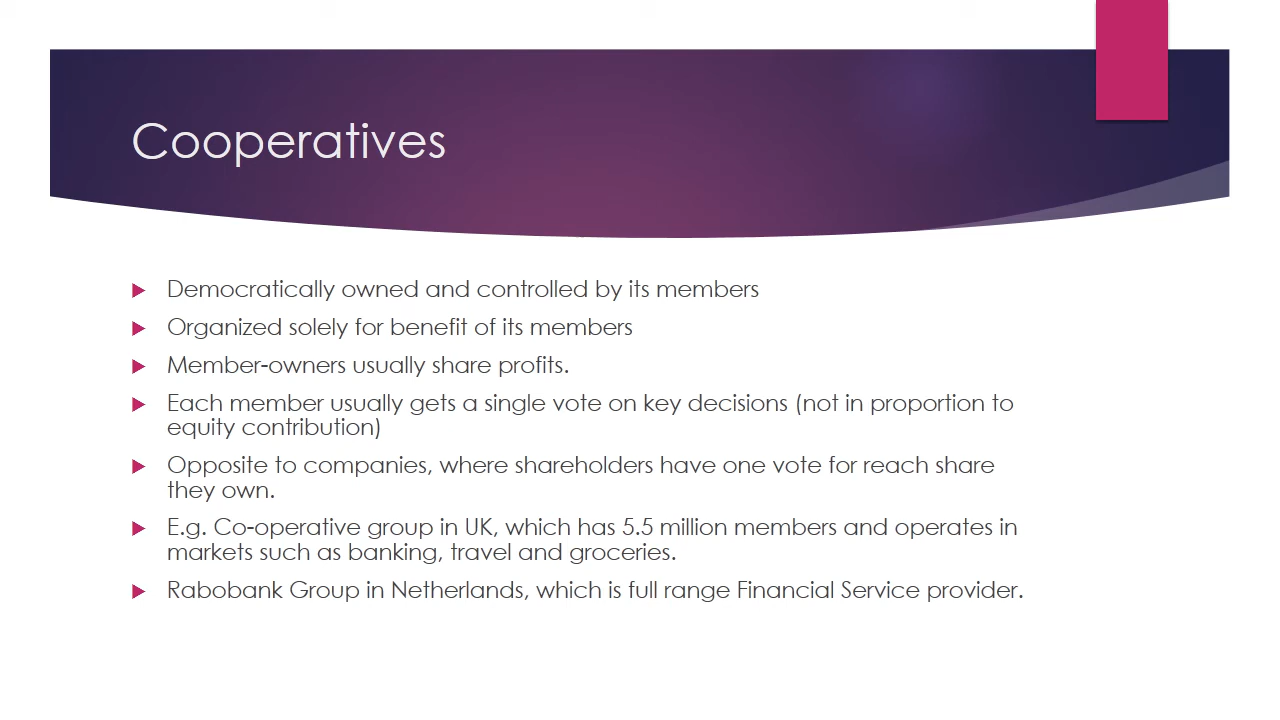 Cooperatives
Democratically owned and controlled by its members
Organized solely for benefit of its members
Member-owners usually share profits.
Each member usually gets a single vote on key decisions (not in proportion to
equity contribution)
Opposite to companies, where shareholders have one vote for reach share
they own.
E.g. Co-operative group in UK, which has 5.5 million members and operates in
markets such as banking, travel and groceries.
Rabobank Group in Netherlands, which is full range Financial Service provider.